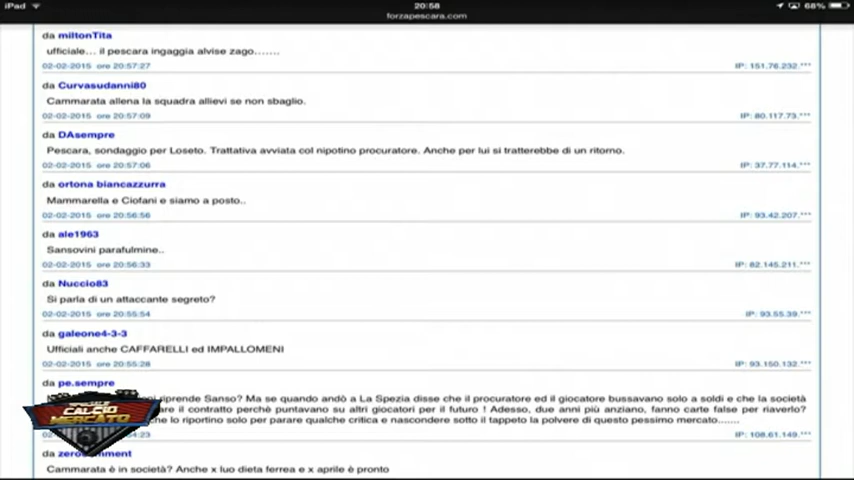 iPad 20:58 68%
forzapescara.com
da miltonTita
ufficiale... il pescara ingaggia alvise zago.......
02-02-2015 ore 20:57:27 IP: 151.76.232.***
da Curvasudanni80
Cammarata allena la squadra allievi se non sbaglio.
02-02-2015 ore 20:57:09 IP: 80.117.73.***
da DAsempre
Pescara, sondaggio per Loseto. Trattativa avviata col nipotino procuratore. Anche per lui si tratterebbe di un ritorno.
02-02-2015 ore 20:57:06 IP: 37.77.114.***
da ortona biancazzurra
Mammarella e Ciofani e siamo a posto..
02-02-2015 ore 20:56:56 IP: 93.42.207.***
da ale1963
Sansovini parafulmine..
02-02-2015 ore 20:56:33 IP: 82.145.211.***
da Nuccio83
Si parla di un attaccante segreto?
02-02-2015 ore 20:55:54 IP: 93.55.39.***
da galeone4-3-3
Ufficiali anche CAFFARELLI ed IMPALLOMENI
02-02-2015 ore 20:55:28 IP: 93.150.132.***
da pe.sempre
riprende Sanso? Ma se quando andò a La Spezia disse che il procuratore ed il giocatore bussavano solo a soldi e che la società
are il contratto perchè puntavano su altri giocatori per il futuro ! Adesso, due anni più anziano, fanno carte false per riaverlo?
che lo riportino solo per parare qualche critica e nascondere sotto il tappeto la polvere di questo pessimo mercato.......
54:23 IP: 108.61.149.***
CALCIO
MERCATO
da zero mment
Cammarata è in società? Anche x luo dieta ferrea e x aprile è pronto